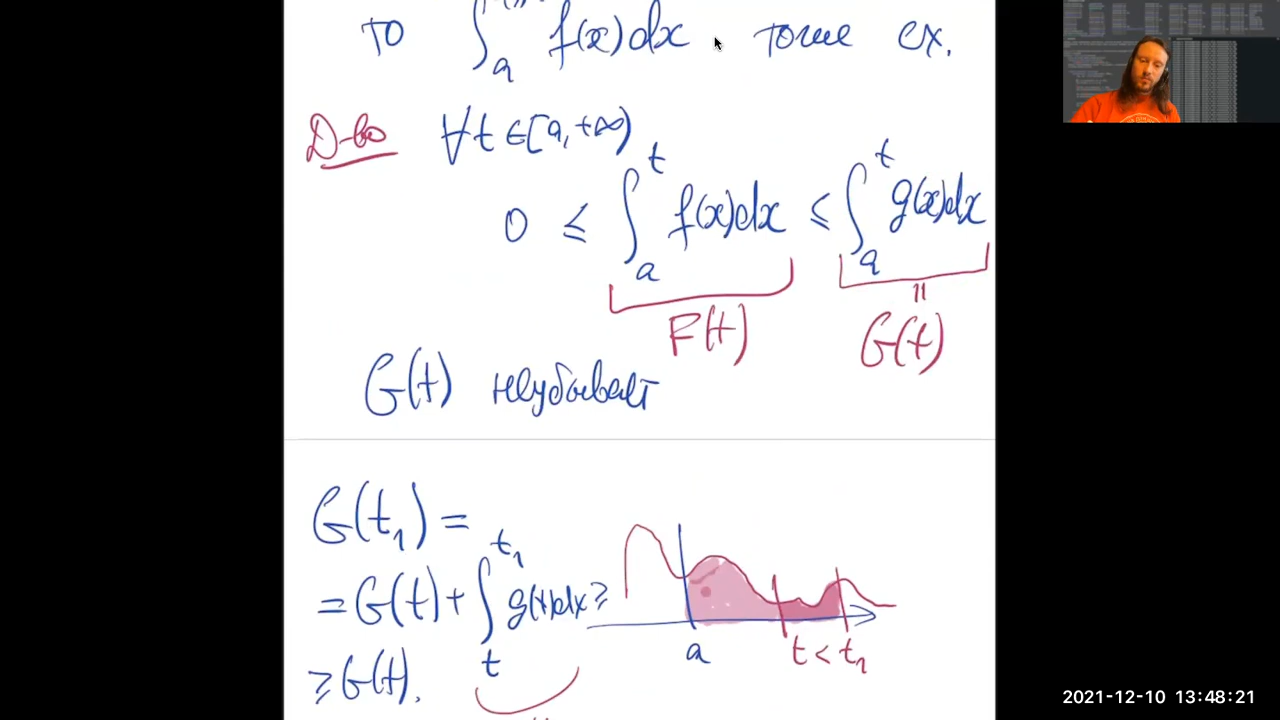 то ∫ₐ f(x)dx тоже сх.
Д-во ∀t∈[a,+∞)
0 ≤ ∫ₐᵗ f(x)dx ≤ ∫ₐᵗ g(x)dx
F(t) = G(t)
G(t) неубывает
G(t₁) =
= G(t) + ∫ₜᵗ¹ g(x)dx ≥
≥ G(t).
a t < t₁
2021-12-10 13:48:21